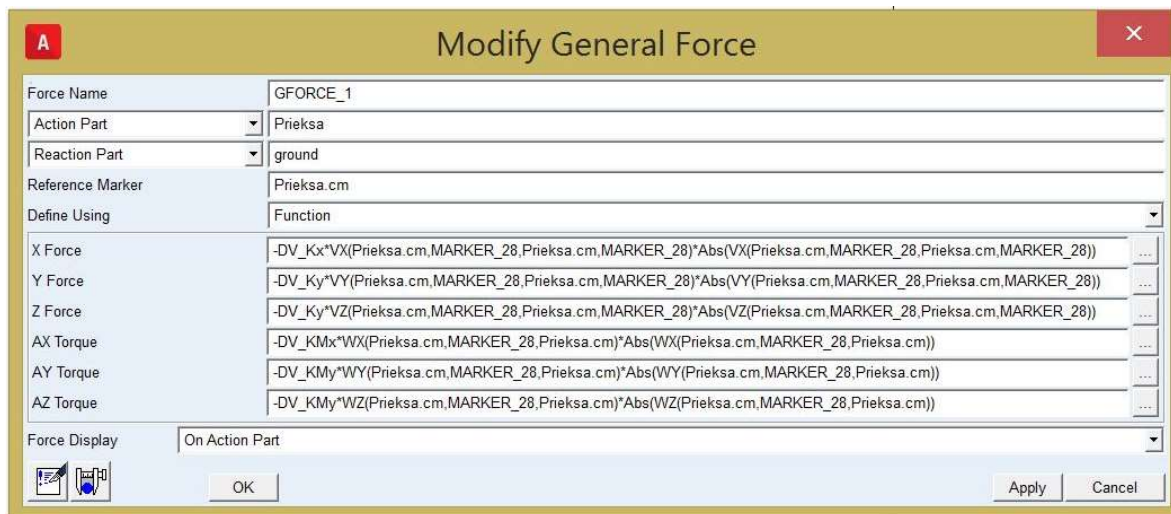 A
Modify General Force
×
Force Name GFORCE_1
Action Part Prieksa
Reaction Part ground
Reference Marker Prieksa.cm
Define Using Function
X Force -DV_Kx*VX(Prieksa.cm,MARKER_28,Prieksa.cm,MARKER_28)*Abs(VX(Prieksa.cm,MARKER_28,Prieksa.cm,MARKER_28)) ...
Y Force -DV_Ky*VY(Prieksa.cm,MARKER_28,Prieksa.cm,MARKER_28)*Abs(VY(Prieksa.cm,MARKER_28,Prieksa.cm,MARKER_28)) ...
Z Force -DV_Ky*VZ(Prieksa.cm,MARKER_28,Prieksa.cm,MARKER_28)*Abs(VZ(Prieksa.cm,MARKER_28,Prieksa.cm,MARKER_28)) ...
AX Torque -DV_KMx*WX(Prieksa.cm,MARKER_28,Prieksa.cm)*Abs(WX(Prieksa.cm,MARKER_28,Prieksa.cm)) ...
AY Torque -DV_KMy*WY(Prieksa.cm,MARKER_28,Prieksa.cm)*Abs(WY(Prieksa.cm,MARKER_28,Prieksa.cm)) ...
AZ Torque -DV_KMy*WZ(Prieksa.cm,MARKER_28,Prieksa.cm)*Abs(WZ(Prieksa.cm,MARKER_28,Prieksa.cm)) ...
Force Display On Action Part
OK Apply Cancel